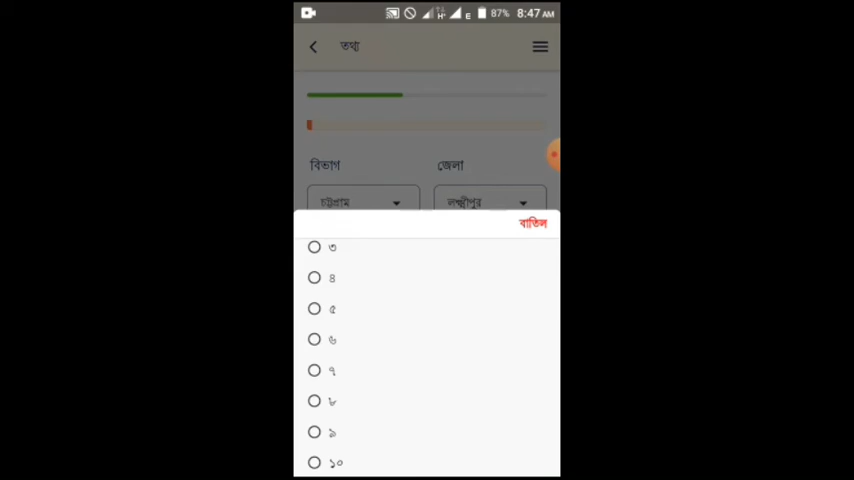 87% 8:47 AM
তথ্য
বিভাগ জেলা
চট্টগ্রাম লক্ষ্মীপুর
বাতিল
৩
৪
৫
৬
৭
৮
৯
১০